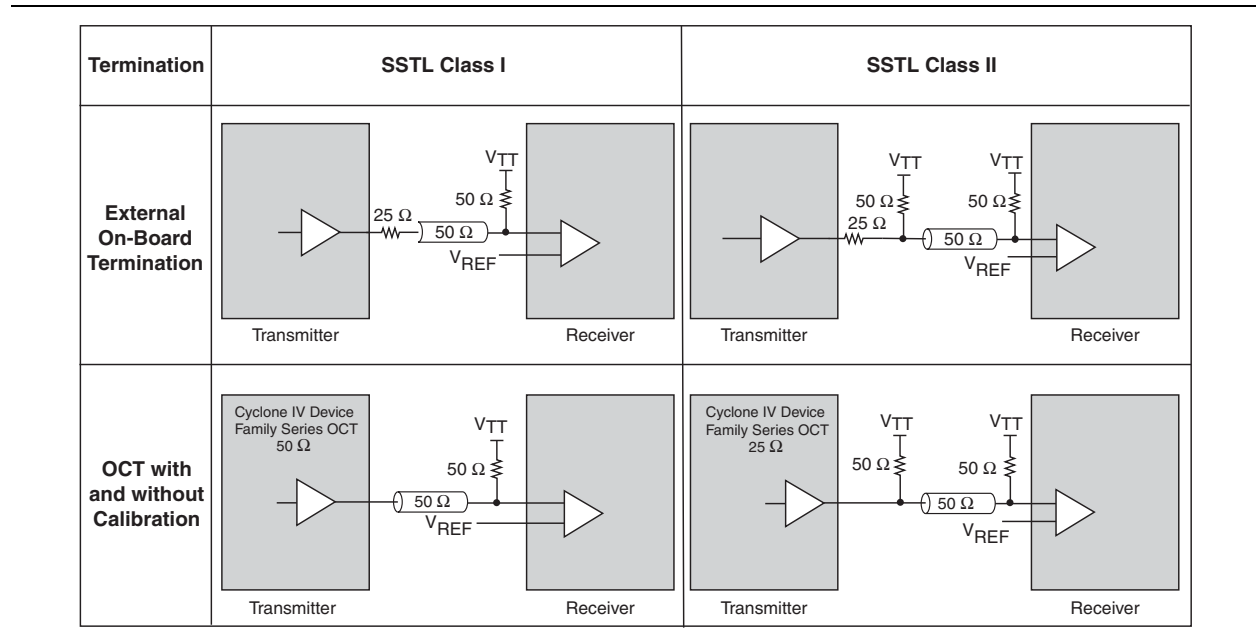 Termination
SSTL Class I
SSTL Class II
External
On-Board
Termination
VTT
50 Ω
25 Ω
50 Ω
VREF
Transmitter
Receiver
VTT
VTT
50 Ω
50 Ω
25 Ω
50 Ω
VREF
Transmitter
Receiver
OCT with
and without
Calibration
Cyclone IV Device
Family Series OCT
50 Ω
VTT
50 Ω
50 Ω
VREF
Transmitter
Receiver
Cyclone IV Device
Family Series OCT
25 Ω
VTT
VTT
50 Ω
50 Ω
50 Ω
VREF
Transmitter
Receiver